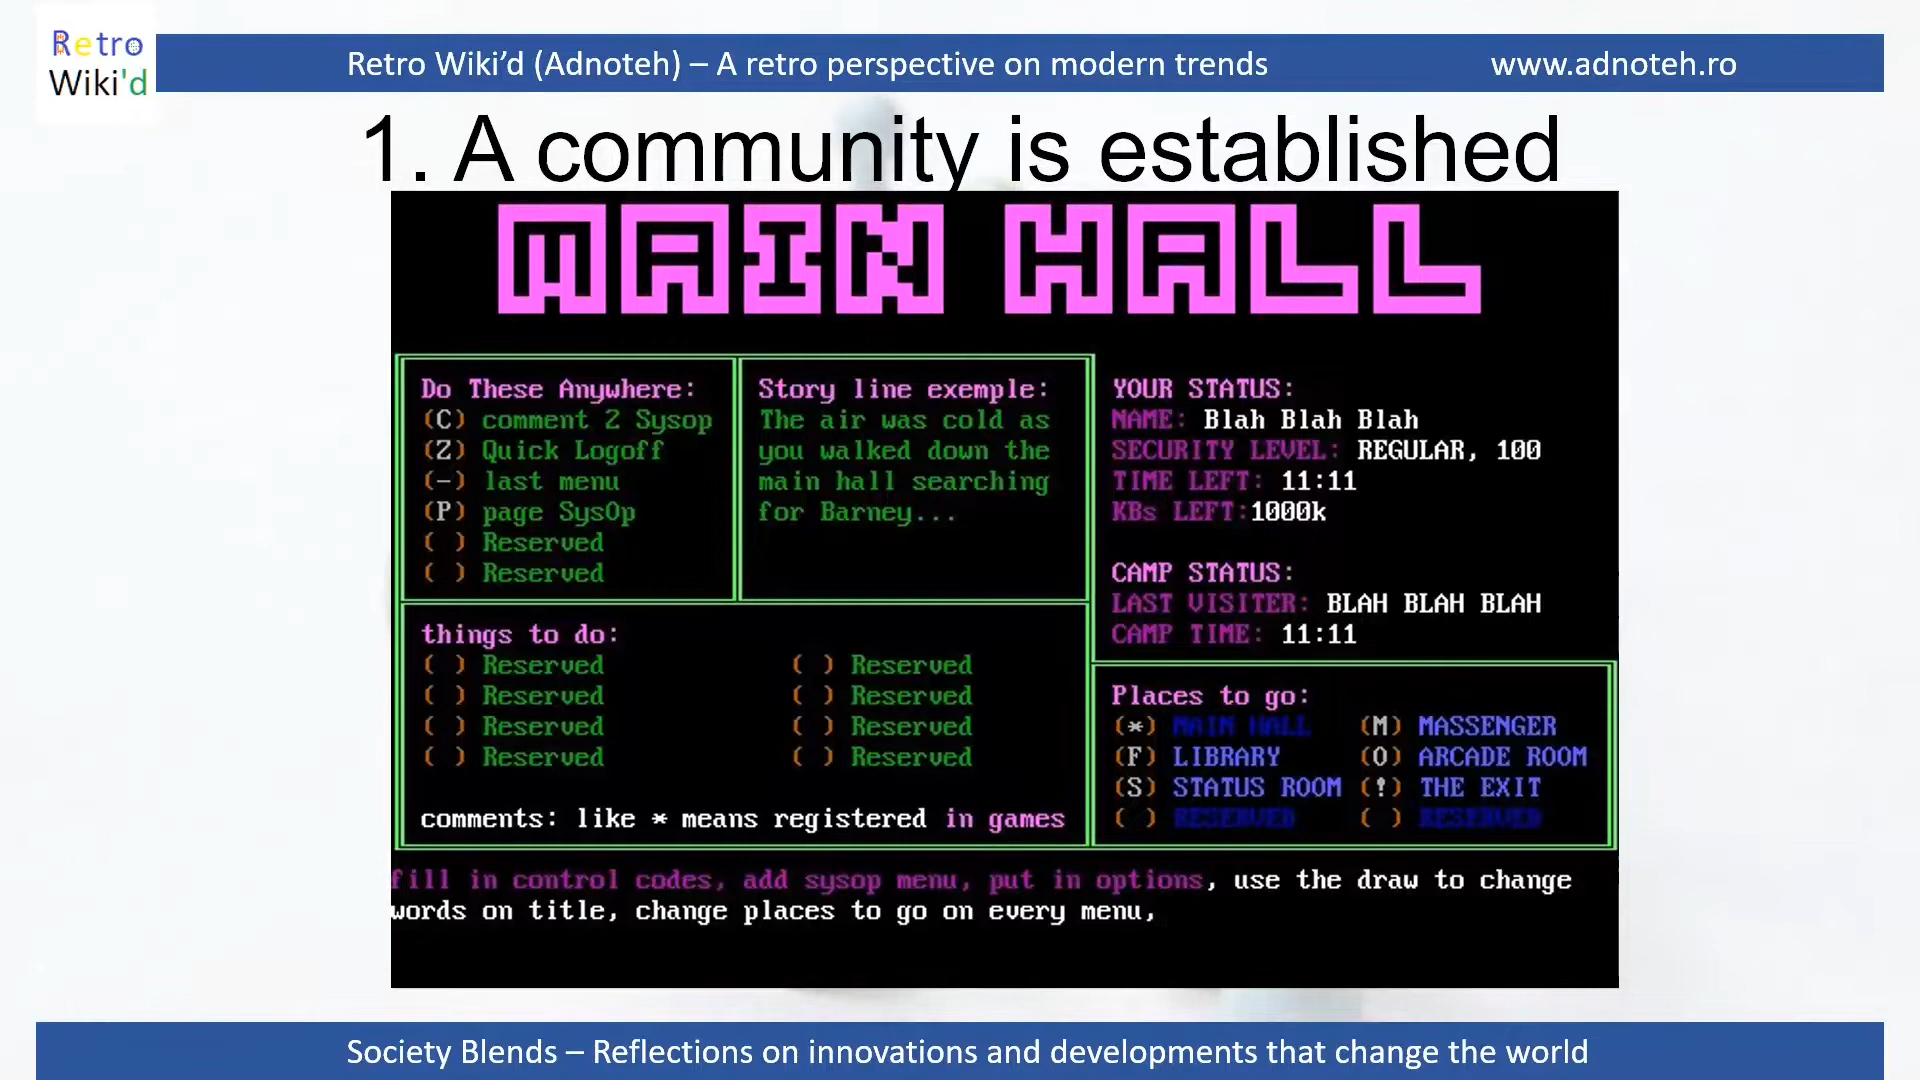 Retro
Wiki'd
Retro Wiki’d (Adnoteh) – A retro perspective on modern trends
www.adnoteh.ro
1. A community is established
MAIN HALL
Do These Anywhere:
(C) comment 2 Sysop
(Z) Quick Logoff
(-) last menu
(P) page SysOp
( ) Reserved
( ) Reserved
Story line exemple:
The air was cold as
you walked down the
main hall searching
for Barney...
YOUR STATUS:
NAME: Blah Blah Blah
SECURITY LEVEL: REGULAR, 100
TIME LEFT: 11:11
KBs LEFT:1000k
CAMP STATUS:
LAST VISITER: BLAH BLAH BLAH
CAMP TIME: 11:11
things to do:
( ) Reserved ( ) Reserved
( ) Reserved ( ) Reserved
( ) Reserved ( ) Reserved
( ) Reserved ( ) Reserved
comments: like * means registered in games
Places to go:
(*) MAIN HALL (M) MASSENGER
(F) LIBRARY (O) ARCADE ROOM
(S) STATUS ROOM (!) THE EXIT
( ) RESERVED ( ) RESERVED
fill in control codes, add sysop menu, put in options, use the draw to change
words on title, change places to go on every menu,
Society Blends – Reflections on innovations and developments that change the world